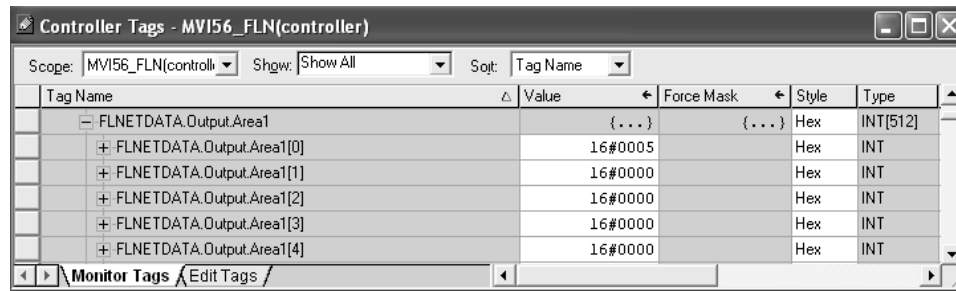 Controller Tags - MVI56_FLN(controller)
Scope: MVI56_FLN(controlle Show: Show All Sort: Tag Name
Tag Name Value Force Mask Style Type
FLNETDATA.Output.Area1 {...} {...} Hex INT[512]
FLNETDATA.Output.Area1[0] 16#0005 Hex INT
FLNETDATA.Output.Area1[1] 16#0000 Hex INT
FLNETDATA.Output.Area1[2] 16#0000 Hex INT
FLNETDATA.Output.Area1[3] 16#0000 Hex INT
FLNETDATA.Output.Area1[4] 16#0000 Hex INT
Monitor Tags Edit Tags